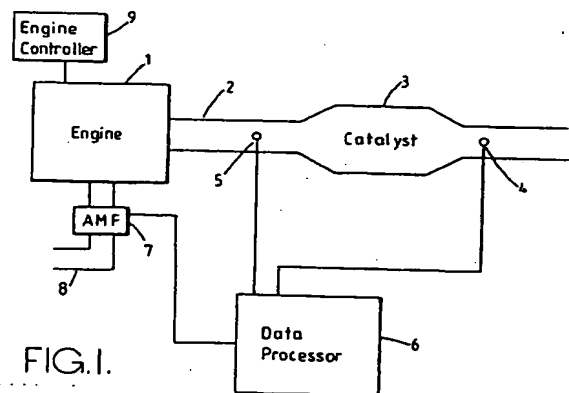 9
Engine
Controller
1
2
3
Engine
Catalyst
5
4
AMF
7
8
Data
Processor
6
FIG.1.